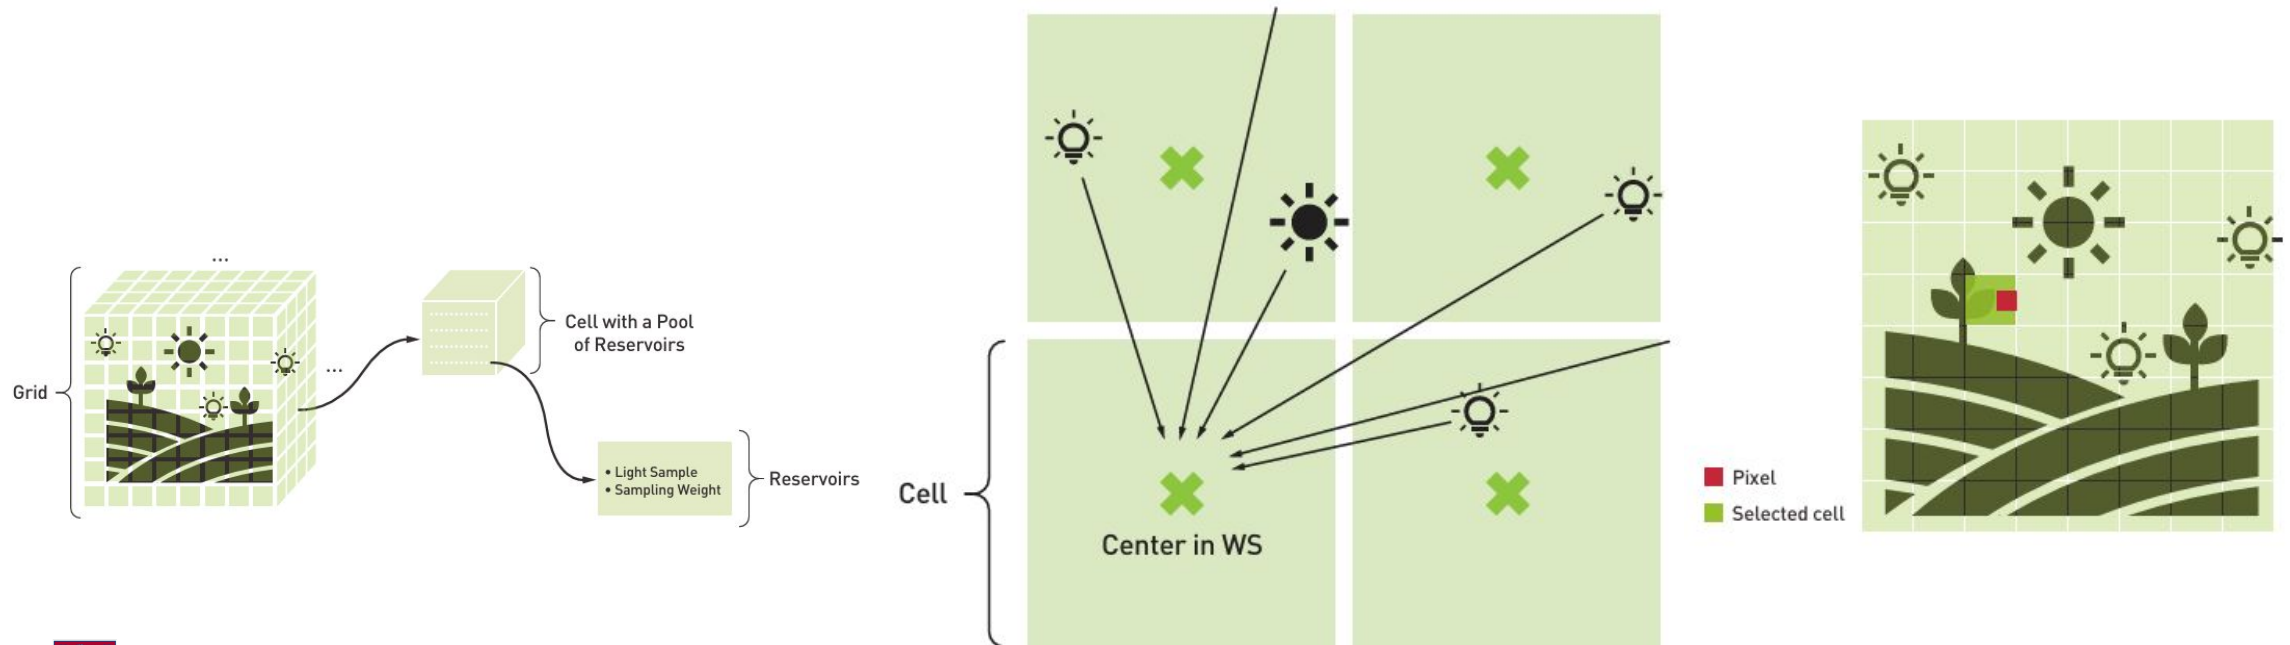 ...
...
Grid
Cell with a Pool
of Reservoirs
• Light Sample
• Sampling Weight
Reservoirs
Cell
Center in WS
Pixel
Selected cell